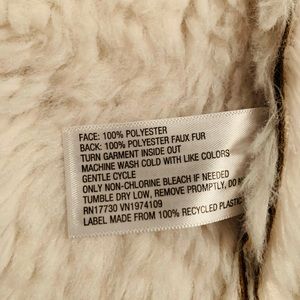 FACE: 100% POLYESTER
BACK: 100% POLYESTER FAUX FUR
TURN GARMENT INSIDE OUT
MACHINE WASH COLD WITH LIKE COLORS
GENTLE CYCLE
ONLY NON-CHLORINE BLEACH IF NEEDED
TUMBLE DRY LOW, REMOVE PROMPTLY, DO
RN17730 VN1974109
LABEL MADE FROM 100% RECYCLED PLASTIC